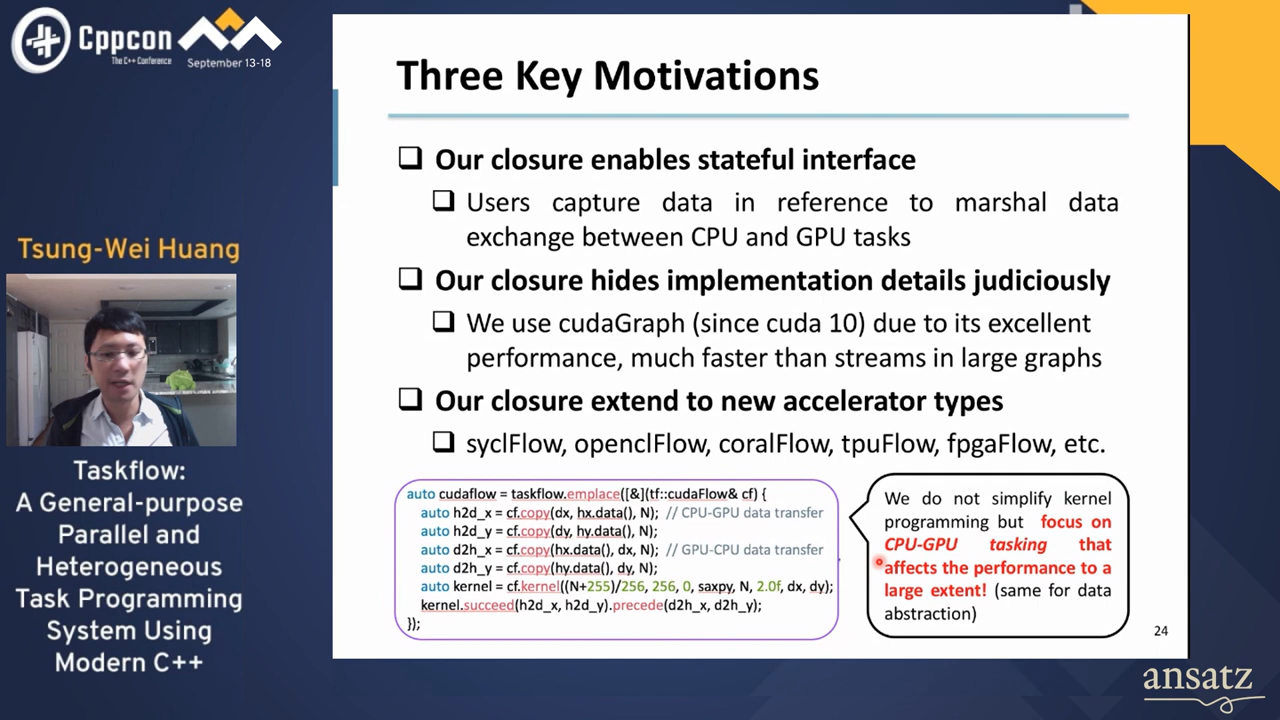 Cppcon
The C++ Conference
September 13-18
Tsung-Wei Huang
Taskflow:
A General-purpose
Parallel and
Heterogeneous
Task Programming
System Using
Modern C++
Three Key Motivations
Our closure enables stateful interface
Users capture data in reference to marshal data
exchange between CPU and GPU tasks
Our closure hides implementation details judiciously
We use cudaGraph (since cuda 10) due to its excellent
performance, much faster than streams in large graphs
Our closure extend to new accelerator types
syclFlow, openclFlow, coralFlow, tpuFlow, fpgaFlow, etc.
auto cudaflow = taskflow.emplace([&](tf::cudaFlow& cf) {
auto h2d_x = cf.copy(dx, hx.data(), N); // CPU-GPU data transfer
auto h2d_y = cf.copy(dy, hy.data(), N);
auto d2h_x = cf.copy(hx.data(), dx, N); // GPU-CPU data transfer
auto d2h_y = cf.copy(hy.data(), dy, N);
auto kernel = cf.kernel((N+255)/256, 256, 0, saxpy, N, 2.0f, dx, dy);
kernel.succeed(h2d_x, h2d_y).precede(d2h_x, d2h_y);
});
We do not simplify kernel
programming but focus on
CPU-GPU tasking that
affects the performance to a
large extent! (same for data
abstraction)
24
ansatz